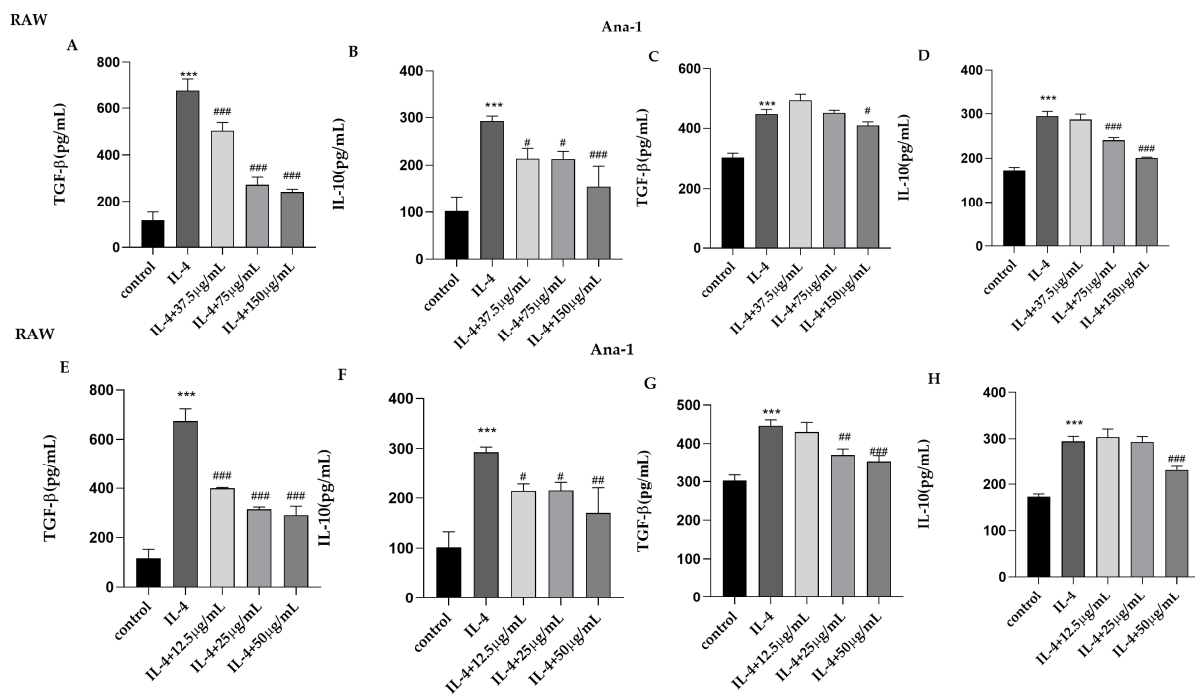 RAW
Ana-1
A
TGF-β(pg/mL)
800
600
400
200
0
***
###
###
###
control
IL-4
IL-4+37.5μg/mL
IL-4+75μg/mL
IL-4+150μg/mL
B
IL-10(pg/mL)
400
300
200
100
0
***
#
#
###
control
IL-4
IL-4+37.5μg/mL
IL-4+75μg/mL
IL-4+150μg/mL
C
TGF-β(pg/mL)
600
400
200
0
***
#
control
IL-4
IL-4+37.5μg/mL
IL-4+75μg/mL
IL-4+150μg/mL
D
IL-10(pg/mL)
400
300
200
100
0
***
###
###
control
IL-4
IL-4+37.5μg/mL
IL-4+75μg/mL
IL-4+150μg/mL
RAW
Ana-1
E
TGF-β(pg/mL)
800
600
400
200
0
***
###
###
###
control
IL-4
IL-4+12.5μg/mL
IL-4+25μg/mL
IL-4+50μg/mL
F
IL-10(pg/mL)
400
300
200
100
0
***
#
#
##
control
IL-4
IL-4+12.5μg/mL
IL-4+25μg/mL
IL-4+50μg/mL
G
TGF-β(pg/mL)
500
400
300
200
100
0
***
##
###
control
IL-4
IL-4+12.5μg/mL
IL-4+25μg/mL
IL-4+50μg/mL
H
IL-10(pg/mL)
400
300
200
100
0
***
###
control
IL-4
IL-4+12.5μg/mL
IL-4+25μg/mL
IL-4+50μg/mL